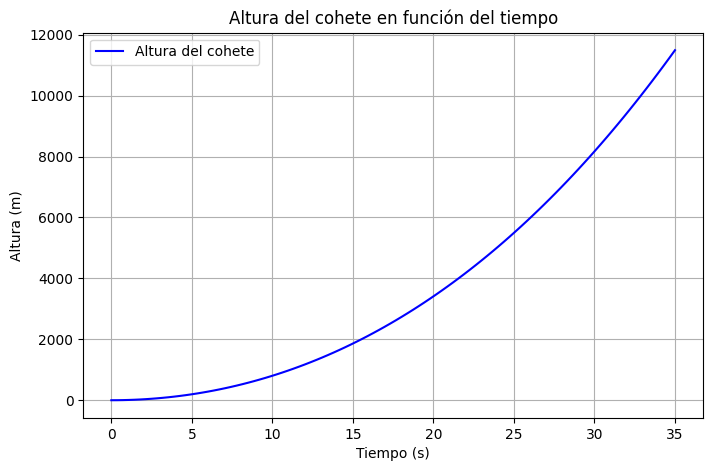 Altura del cohete en función del tiempo
Altura del cohete
12000
10000
8000
6000
4000
2000
0
Altura (m)
0 5 10 15 20 25 30 35
Tiempo (s)